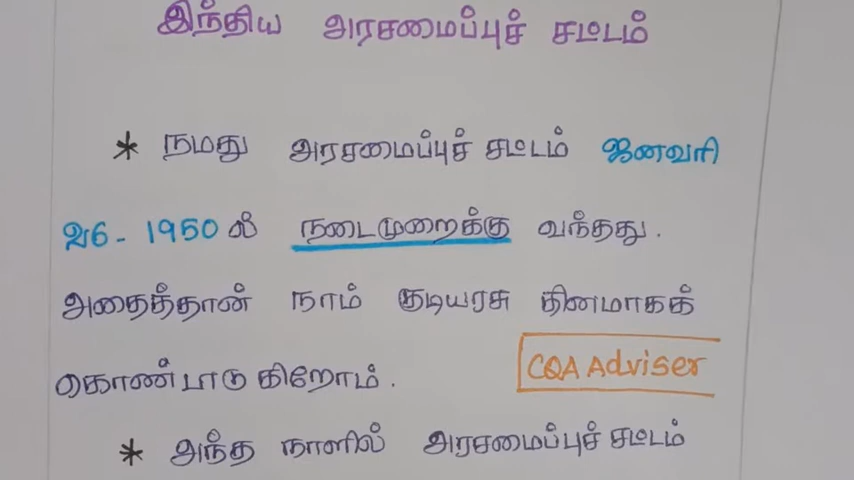 இந்திய அரசமைப்புச் சட்டம்
* நமது அரசமைப்புச் சட்டம் ஜனவரி
26- 1950 ல் நடைமுறைக்கு வந்தது.
அதைத்தான் நாம் குடியரசு தினமாகக்
கொண்டாடுகிறோம்.
CQA Adviser
* அந்த நாளில் அரசமைப்புச் சட்டம்